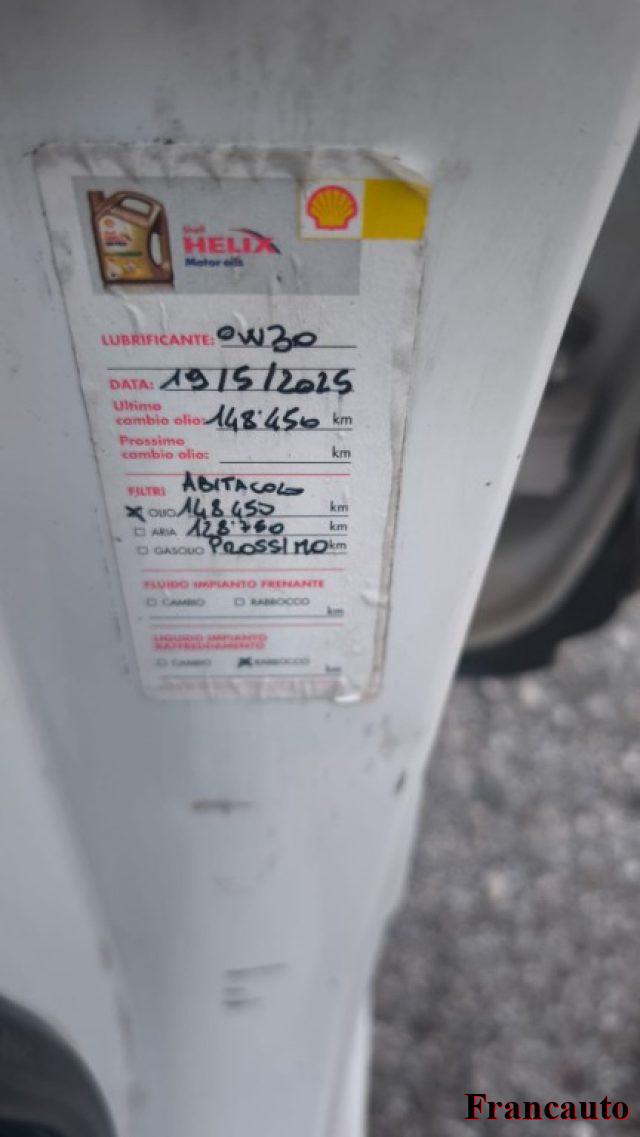 Shell
HELIX
Motor oils
LUBRIFICANTE: 0W30
DATA: 19/5/2025
Ultimo
cambio olio: 148'450 km
Prossimo
cambio olio: km
FILTRI ABITACOLO
OLIO 148450 km
ARIA 128'760 km
GASOLIO PROSSIMO km
FLUIDO IMPIANTO FRENANTE
CAMBIO RABBOCCO
km
LIQUIDO IMPIANTO
RAFFREDDAMENTO
CAMBIO RABBOCCO km
Francauto